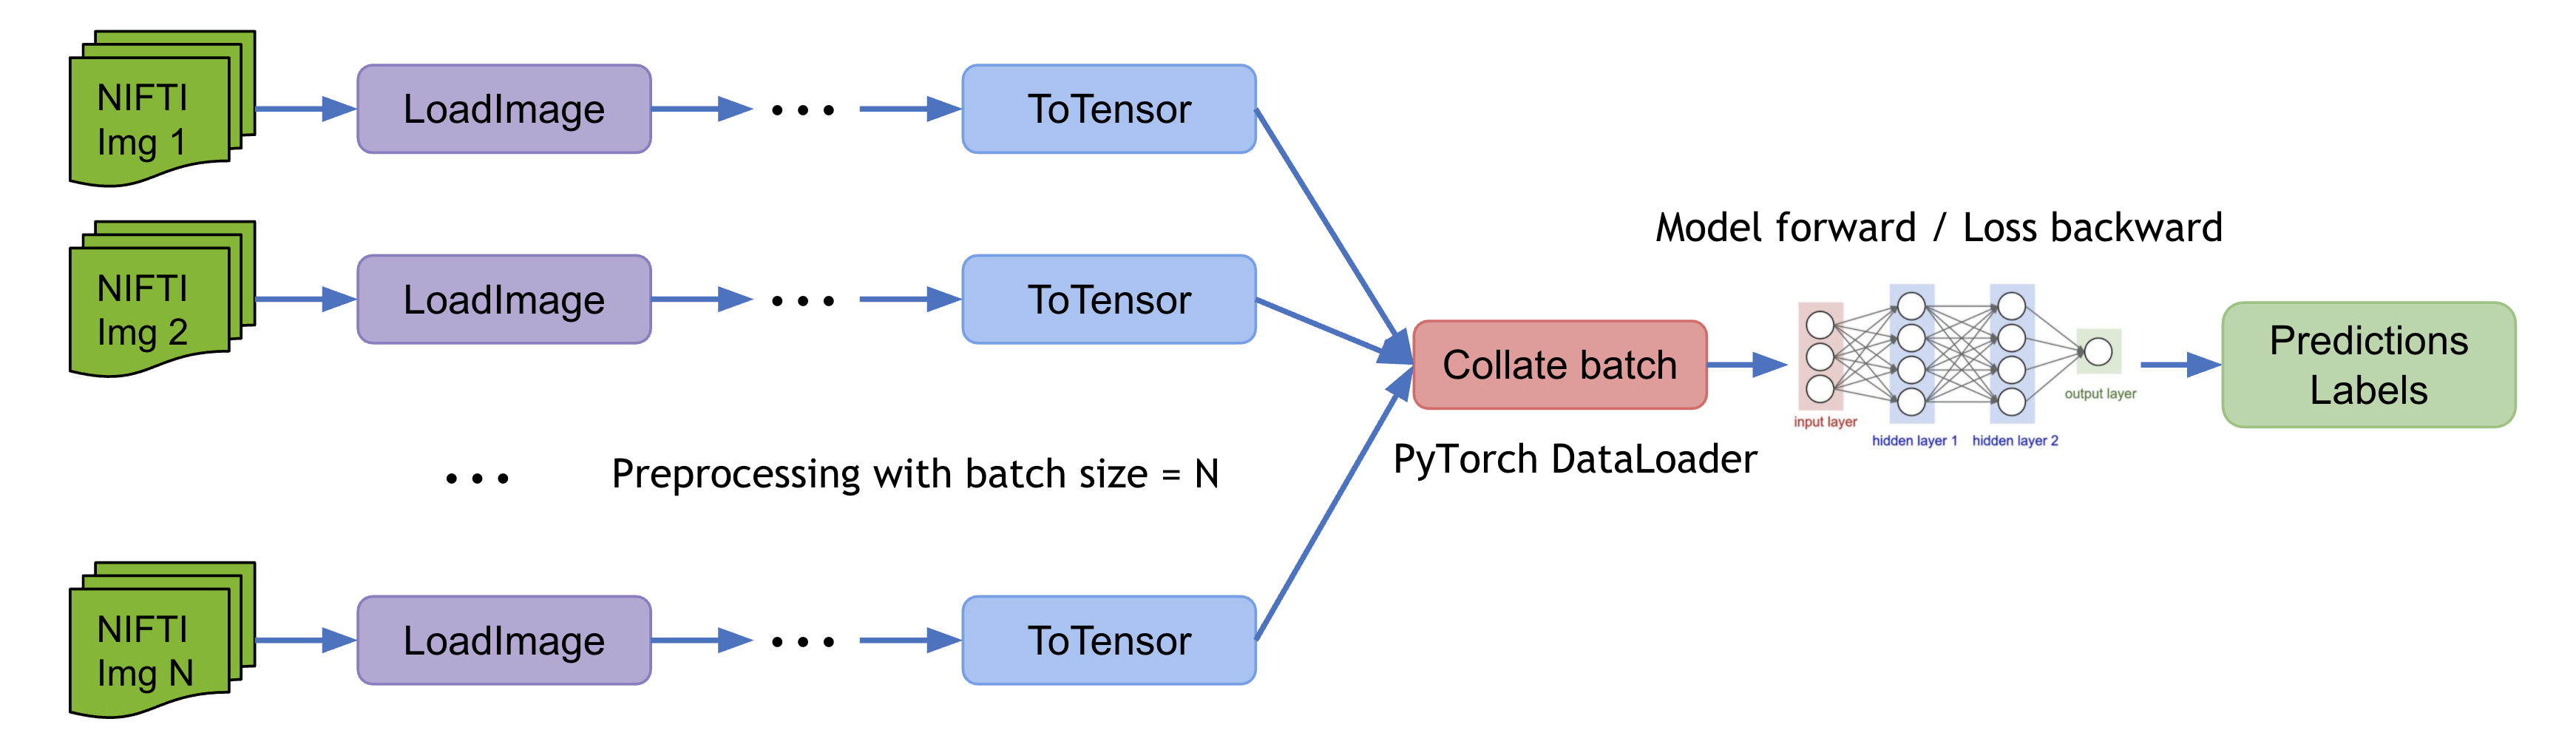 NIFTI
Img 1
LoadImage
...
ToTensor
NIFTI
Img 2
LoadImage
...
ToTensor
... Preprocessing with batch size = N
NIFTI
Img N
LoadImage
...
ToTensor
Collate batch
PyTorch DataLoader
Model forward / Loss backward
input layer
hidden layer 1
hidden layer 2
output layer
Predictions
Labels